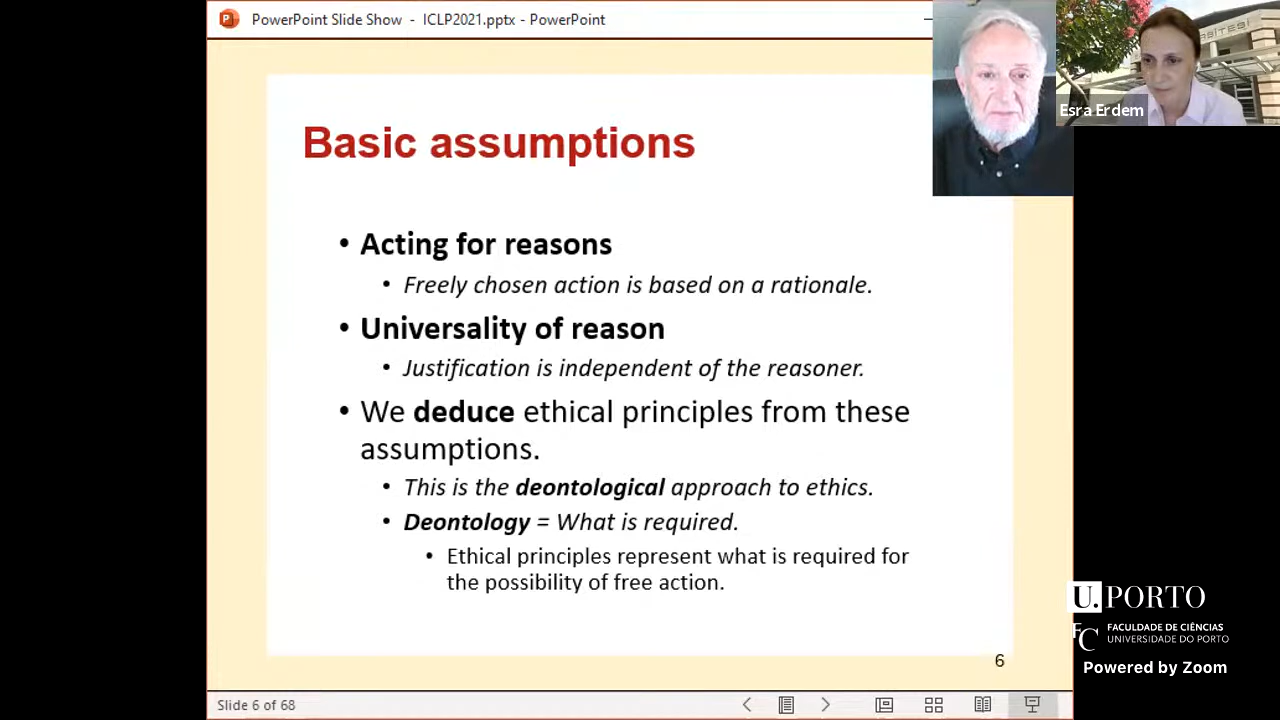 PowerPoint Slide Show - ICLP2021.pptx - PowerPoint
Esra Erdem
Basic assumptions
• Acting for reasons
• Freely chosen action is based on a rationale.
• Universality of reason
• Justification is independent of the reasoner.
• We deduce ethical principles from these
assumptions.
• This is the deontological approach to ethics.
• Deontology = What is required.
• Ethical principles represent what is required for
the possibility of free action.
6
Slide 6 of 68
U. PORTO
FC FACULDADE DE CIÊNCIAS
UNIVERSIDADE DO PORTO
Powered by Zoom